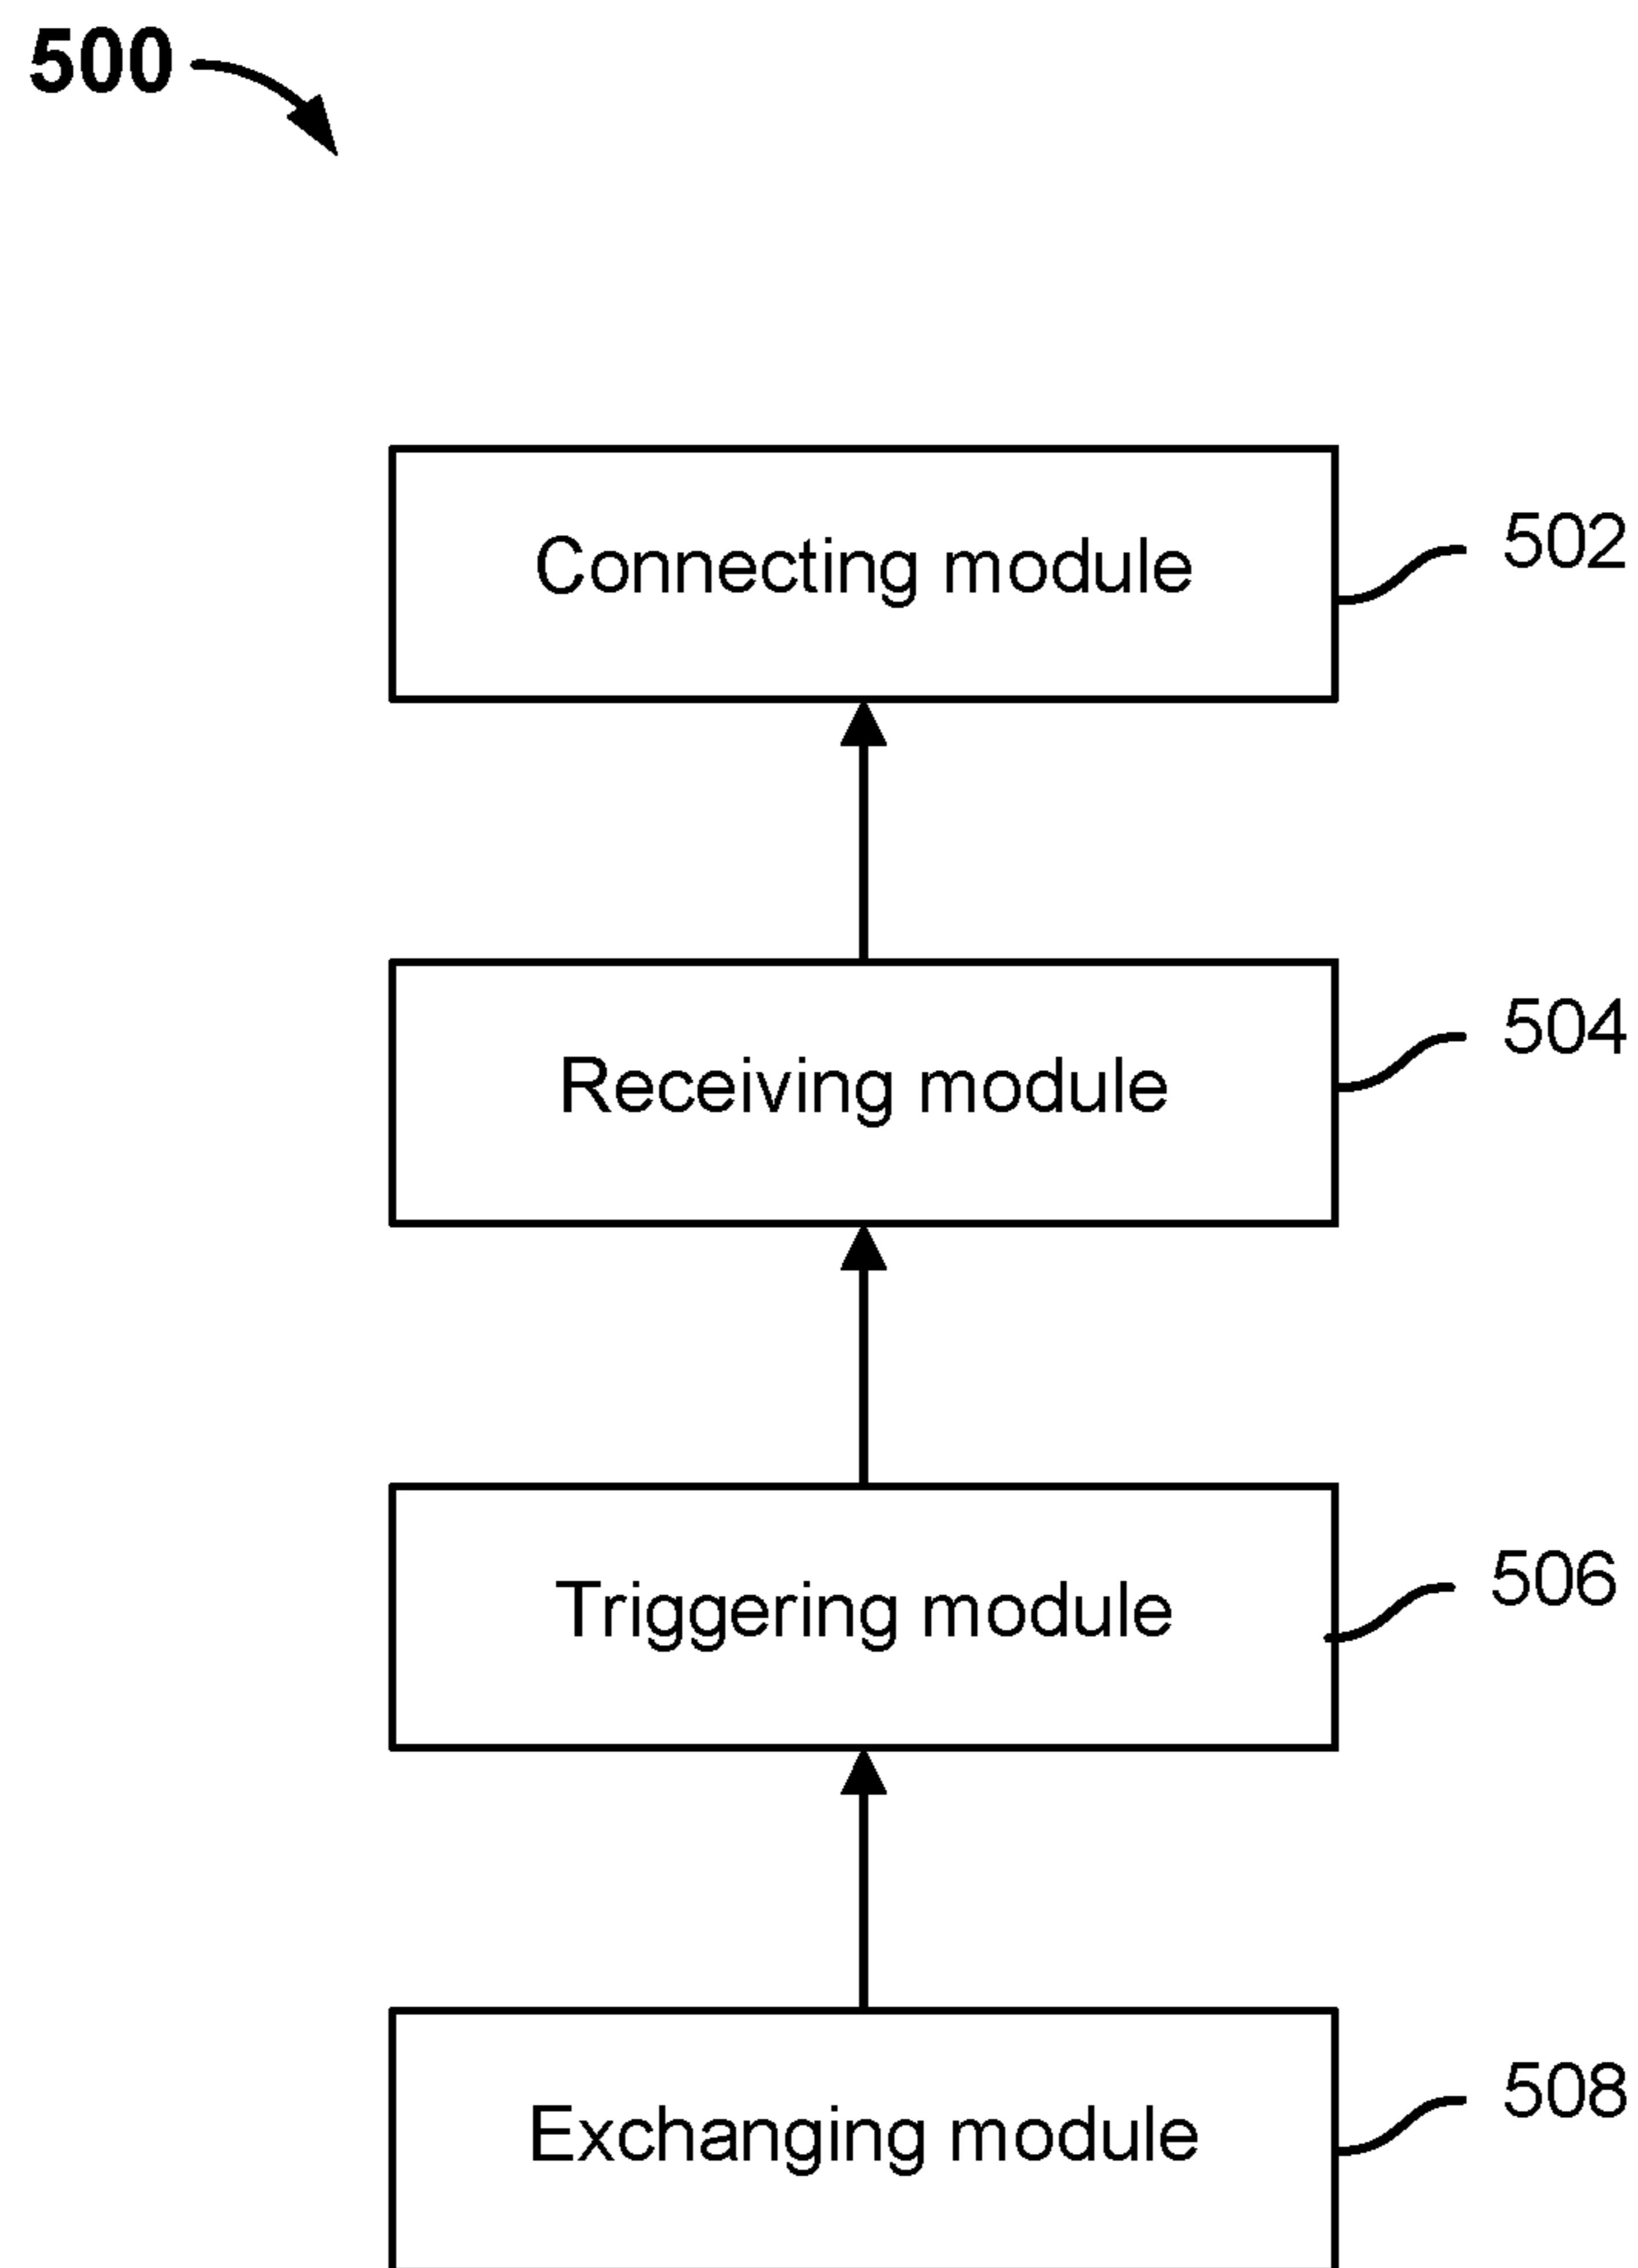 500
Connecting module
502
Receiving module
504
Triggering module
506
Exchanging module
508